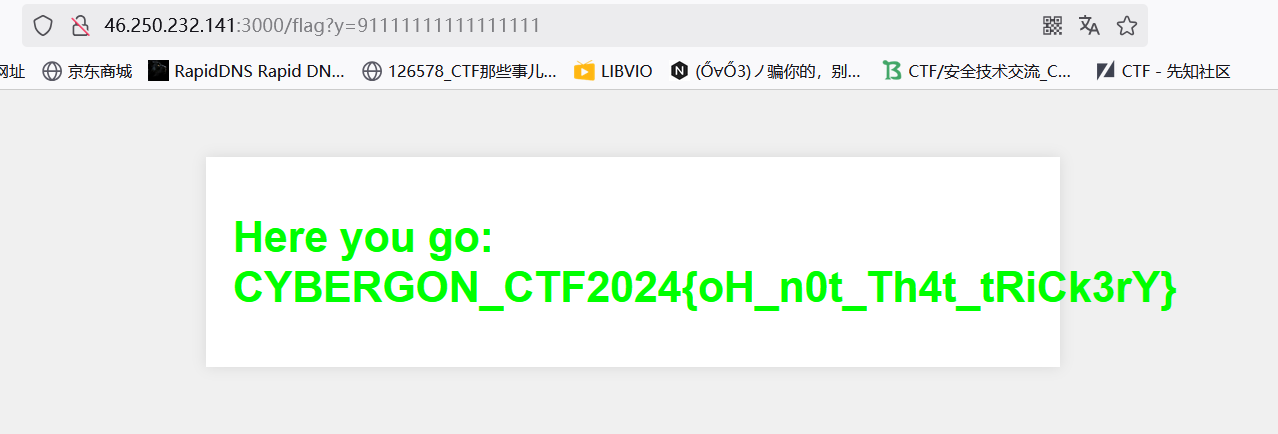 46.250.232.141:3000/flag?y=91111111111111111
网址 京东商城 RapidDNS Rapid DN... 126578_CTF那些事儿... LIBVIO (Ő∀Ő3)ノ骗你的，别... CTF/安全技术交流_C... CTF - 先知社区
Here you go:
CYBERGON_CTF2024{oH_n0t_Th4t_tRiCk3rY}